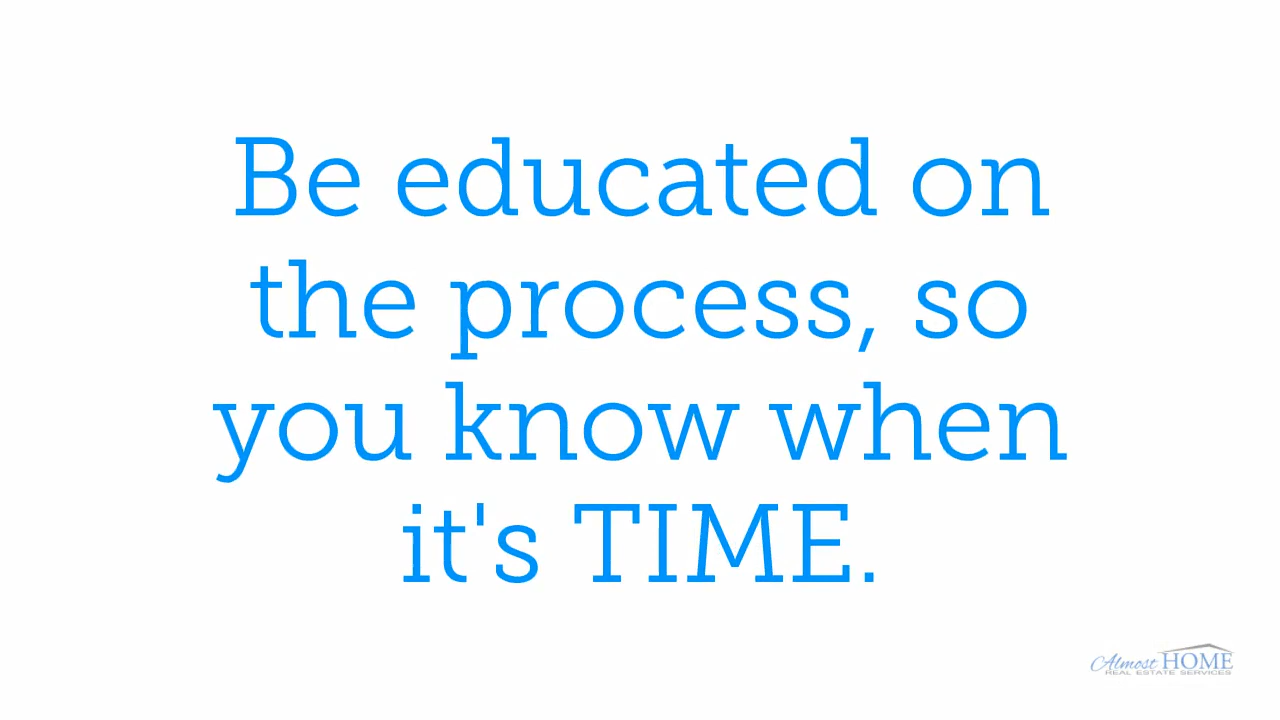 Be educated on
the process, so
you know when
it's TIME.
Almost HOME
REAL ESTATE SERVICES